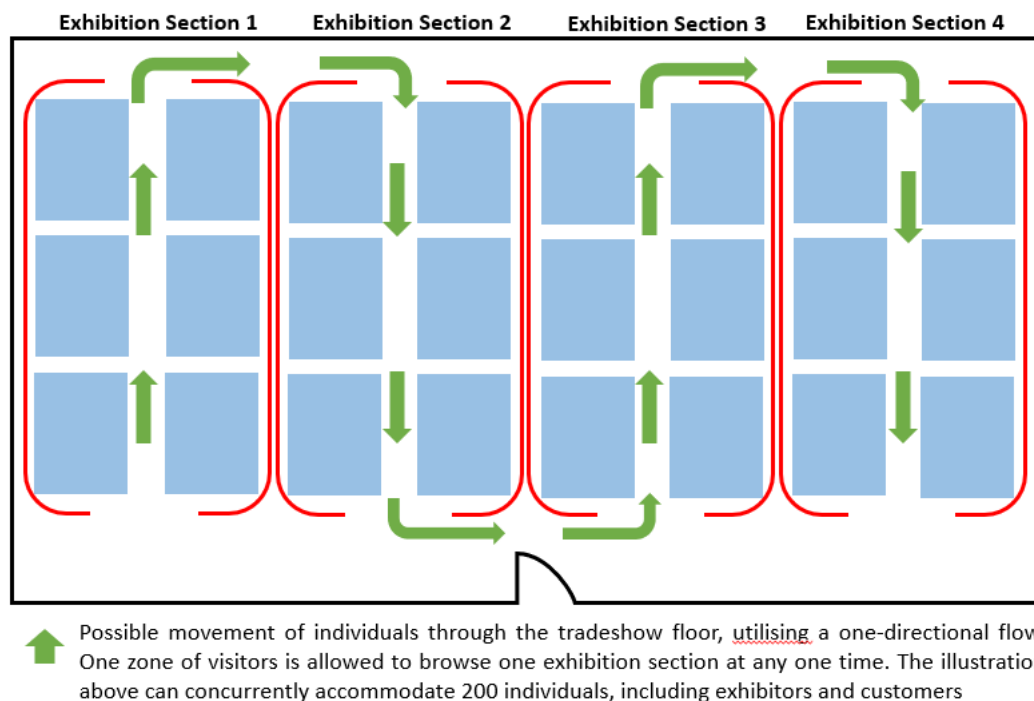 Exhibition Section 1 Exhibition Section 2 Exhibition Section 3 Exhibition Section 4
Possible movement of individuals through the tradeshow floor, utilising a one-directional flow
One zone of visitors is allowed to browse one exhibition section at any one time. The illustration
above can concurrently accommodate 200 individuals, including exhibitors and customers